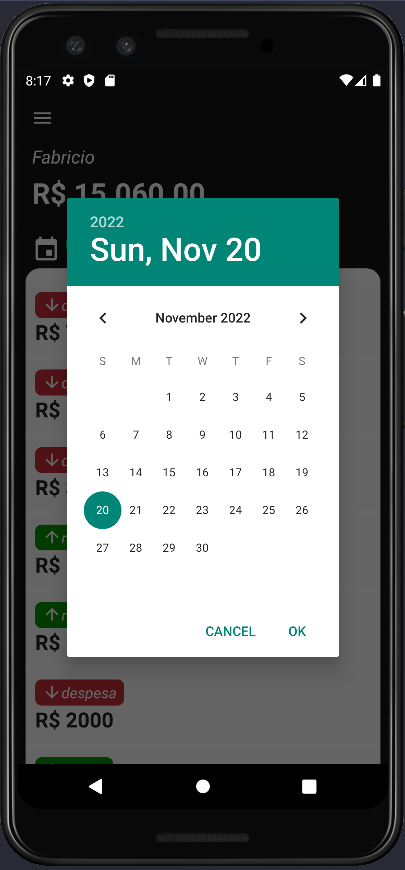 8:17
Fabricio
R$ 15.060,00
2022
Sun, Nov 20
November 2022
S M T W T F S
1 2 3 4 5
6 7 8 9 10 11 12
13 14 15 16 17 18 19
20 21 22 23 24 25 26
27 28 29 30
CANCEL OK
R$
R$
R$
R$
R$
despesa
R$ 2000